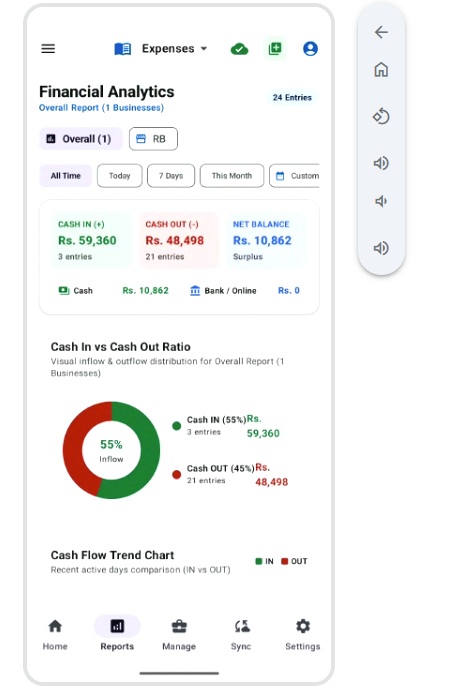 Expenses
Financial Analytics
Overall Report (1 Businesses)
24 Entries
Overall (1)
RB
All Time
Today
7 Days
This Month
Custom
CASH IN (+)
Rs. 59,360
3 entries
CASH OUT (-)
Rs. 48,498
21 entries
NET BALANCE
Rs. 10,862
Surplus
Cash
Rs. 10,862
Bank / Online
Rs. 0
Cash In vs Cash Out Ratio
Visual inflow & outflow distribution for Overall Report (1
Businesses)
55%
Inflow
Cash IN (55%)
3 entries
Rs.
59,360
Cash OUT (45%)
21 entries
Rs.
48,498
Cash Flow Trend Chart
Recent active days comparison (IN vs OUT)
IN
OUT
Home
Reports
Manage
Sync
Settings